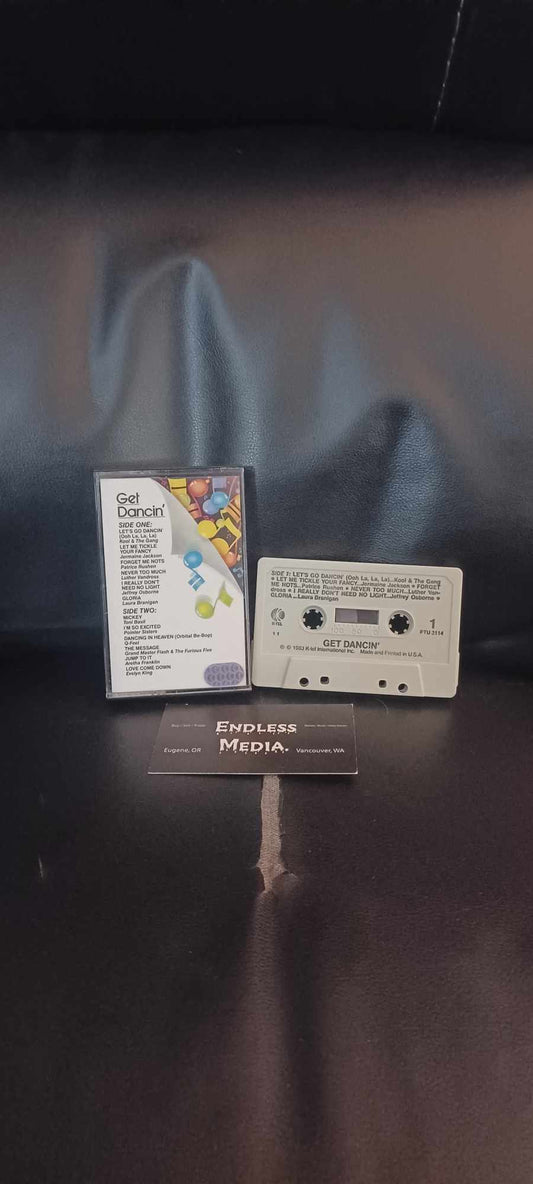 Get
Dancin'
SIDE ONE:
LET'S GO DANCIN'
(Ooh La, La, La)
Kool & The Gang
LET ME TICKLE
YOUR FANCY
Jermaine Jackson
FORGET ME NOTS
Patrice Rushen
NEVER TOO MUCH
Luther Vandross
I REALLY DON'T
NEED NO LIGHT
Jeffrey Osborne
GLORIA
Laura Branigan
SIDE TWO:
MICKEY
Toni Basil
I'M SO EXCITED
Pointer Sisters
DANCING IN HEAVEN (Orbital Be-Bop)
Q-Feel
THE MESSAGE
Grand Master Flash & The Furious Five
JUMP TO IT
Aretha Franklin
LOVE COME DOWN
Evelyn King
SIDE 1: LET'S GO DANCIN' (Ooh La, La, La)...Kool & The Gang
• LET ME TICKLE YOUR FANCY...Jermaine Jackson • FORGET
ME NOTS...Patrice Rushen • NEVER TOO MUCH...Luther Van-
dross • I REALLY DON'T NEED NO LIGHT...Jeffrey Osborne •
GLORIA...Laura Branigan
1
GET DANCIN'
PTU 3114
1983 K-tel International Inc. Made and Printed in U.S.A.
ENDLESS
MEDIA.
Eugene, OR
Vancouver, WA